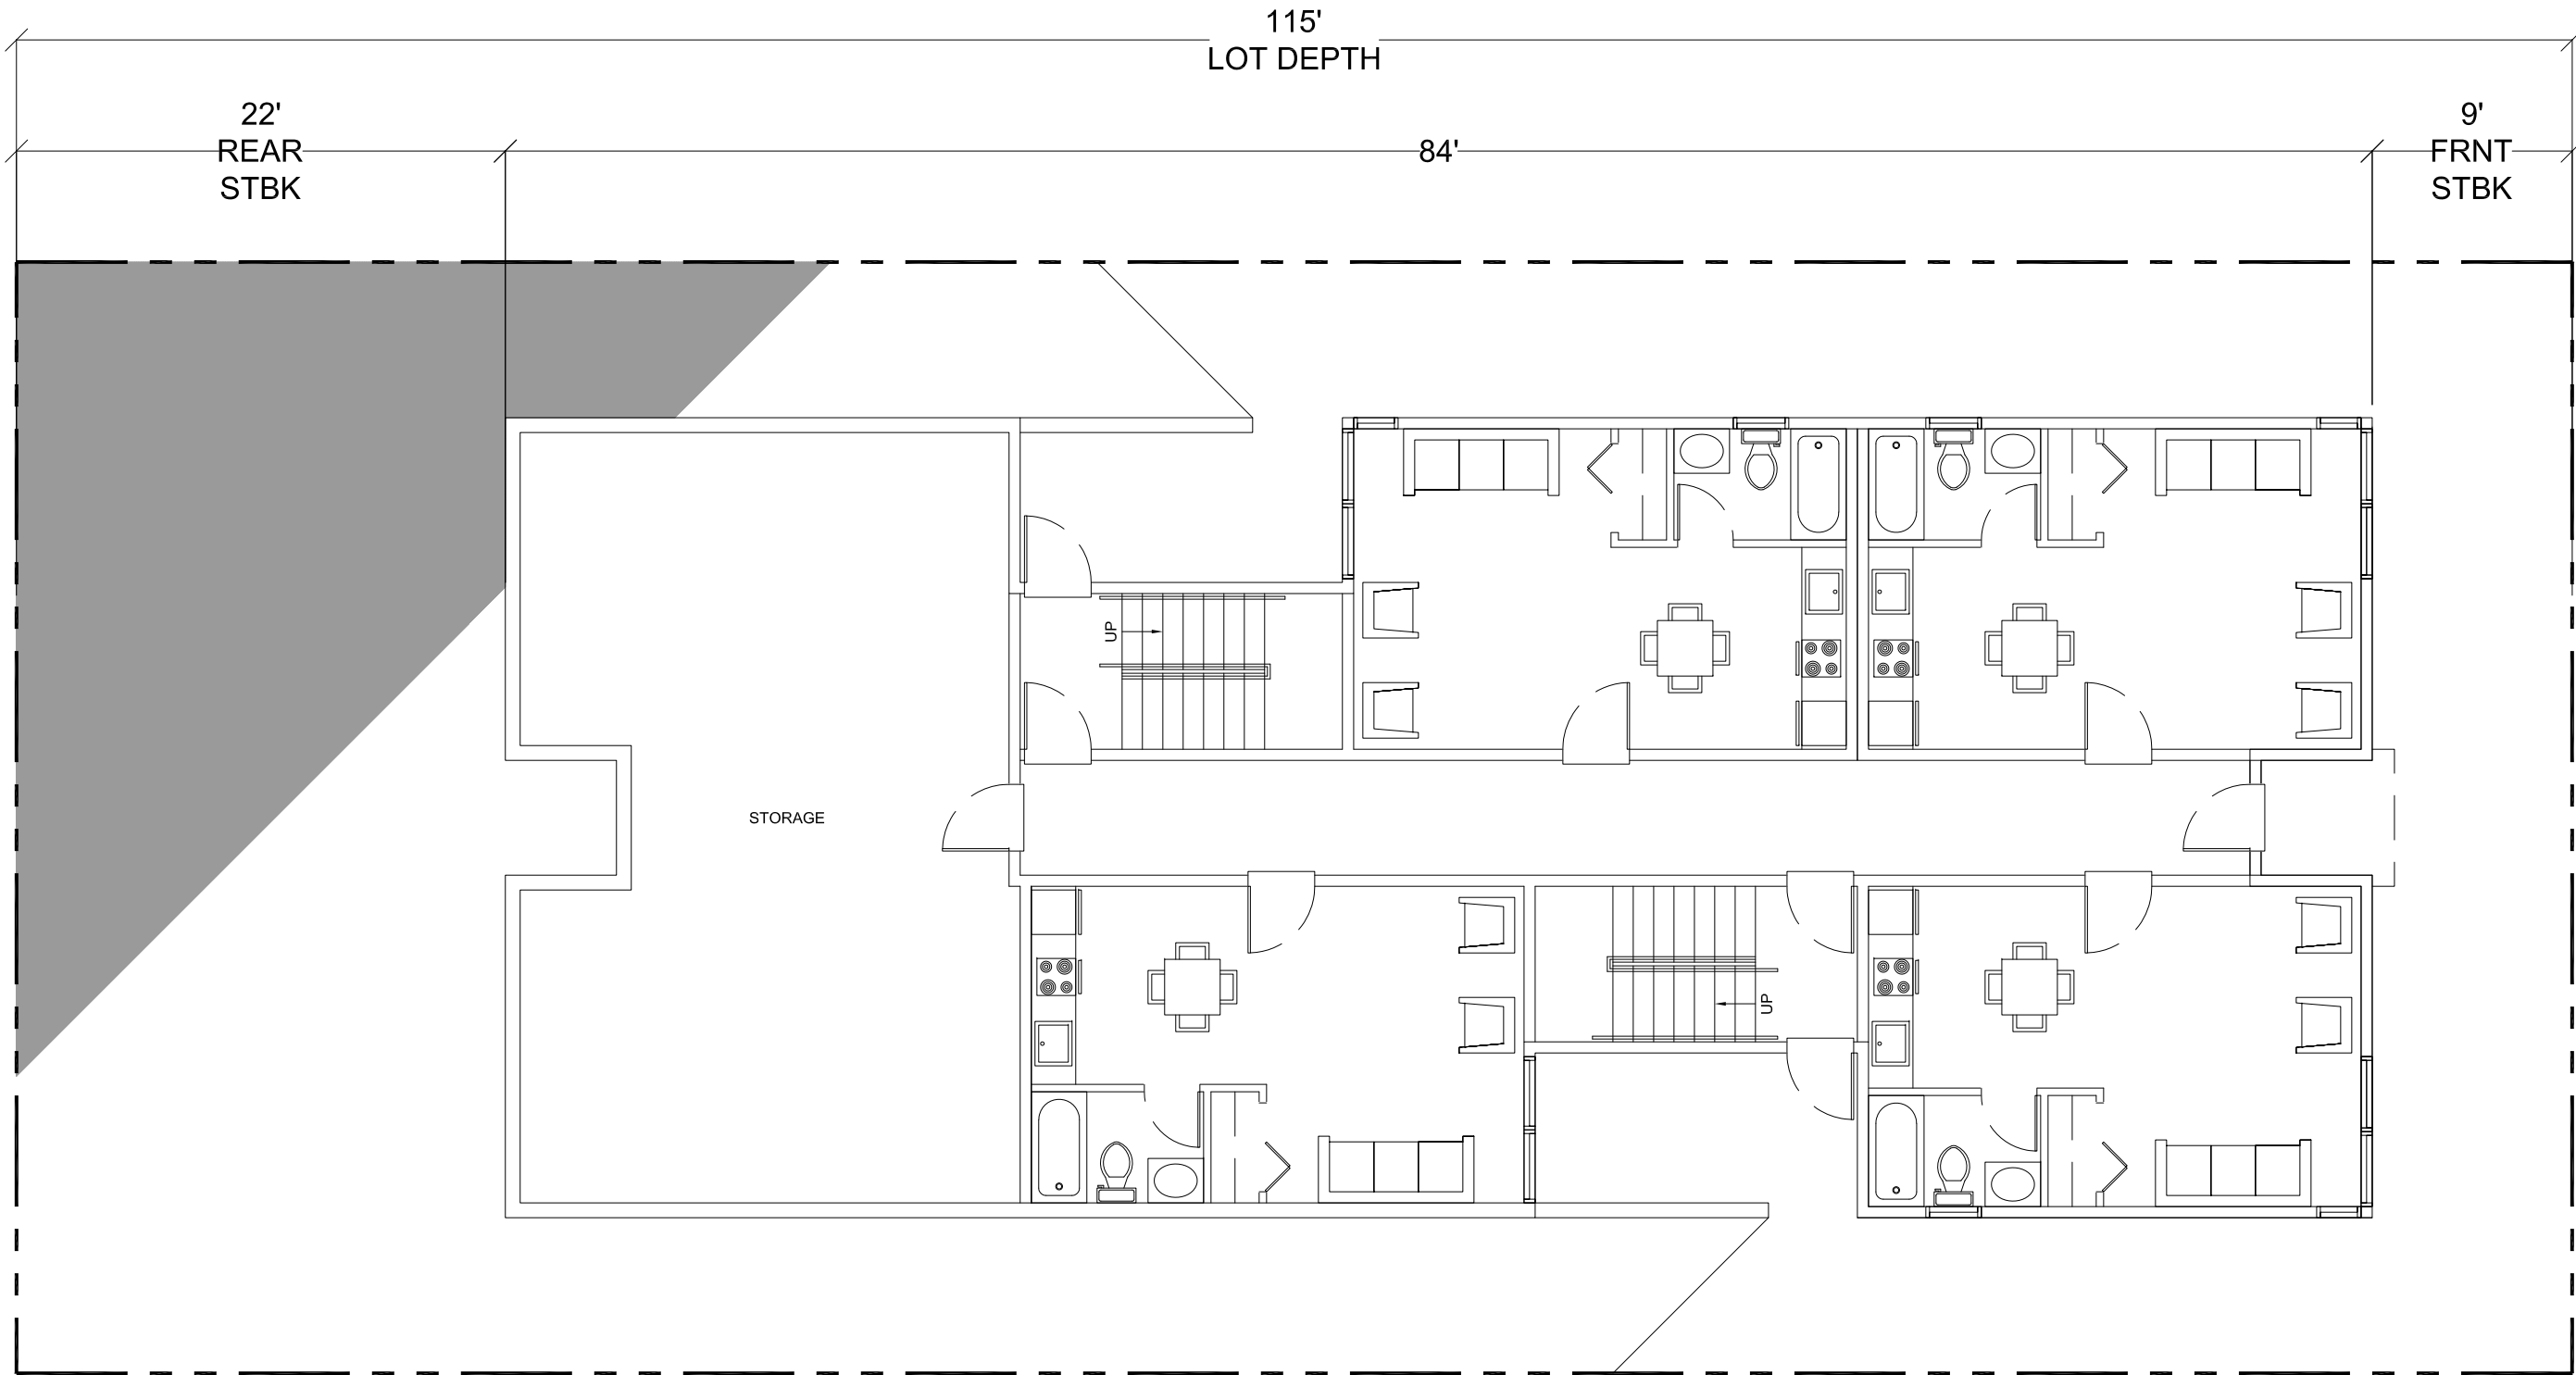 115'
LOT DEPTH
22'
REAR
STBK
84'
9'
FRNT
STBK
UP
STORAGE
UP